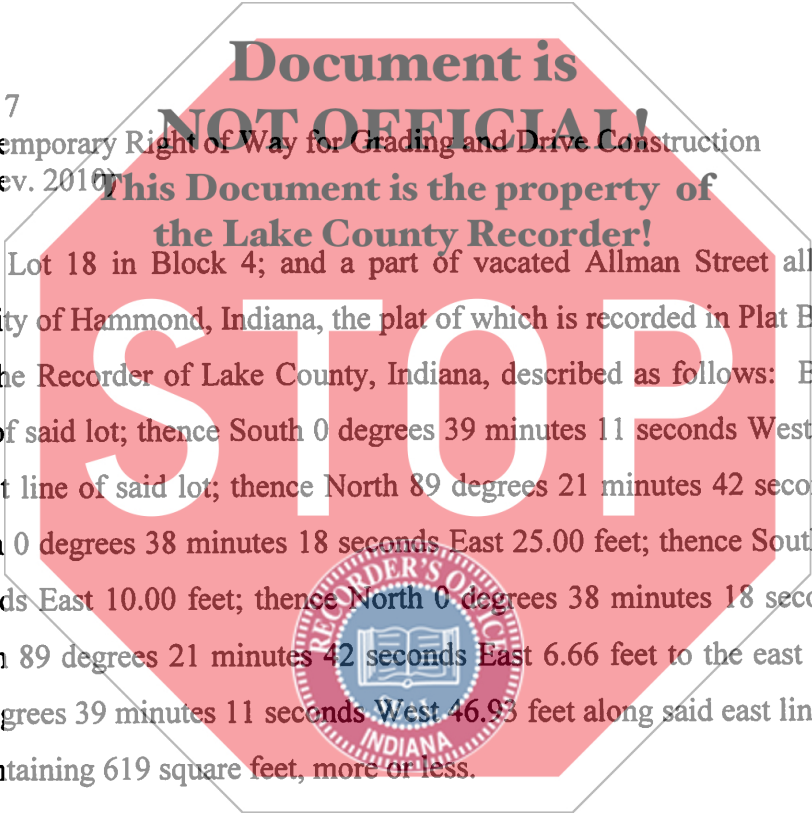 Document is
NOT OFFICIAL!
This Document is the property of
the Lake County Recorder!
7
emporary Right of Way for Grading and Drive Construction
ev. 2010
Lot 18 in Block 4; and a part of vacated Allman Street all
ity of Hammond, Indiana, the plat of which is recorded in Plat B
he Recorder of Lake County, Indiana, described as follows: B
of said lot; thence South 0 degrees 39 minutes 11 seconds West
t line of said lot; thence North 89 degrees 21 minutes 42 seco
0 degrees 38 minutes 18 seconds East 25.00 feet; thence Sout
ds East 10.00 feet; thence North 0 degrees 38 minutes 18 seco
89 degrees 21 minutes 42 seconds East 6.66 feet to the east
grees 39 minutes 11 seconds West 46.93 feet along said east lin
ntaining 619 square feet, more or less.
STOP
RECORDER'S OFFICE
INDIANA